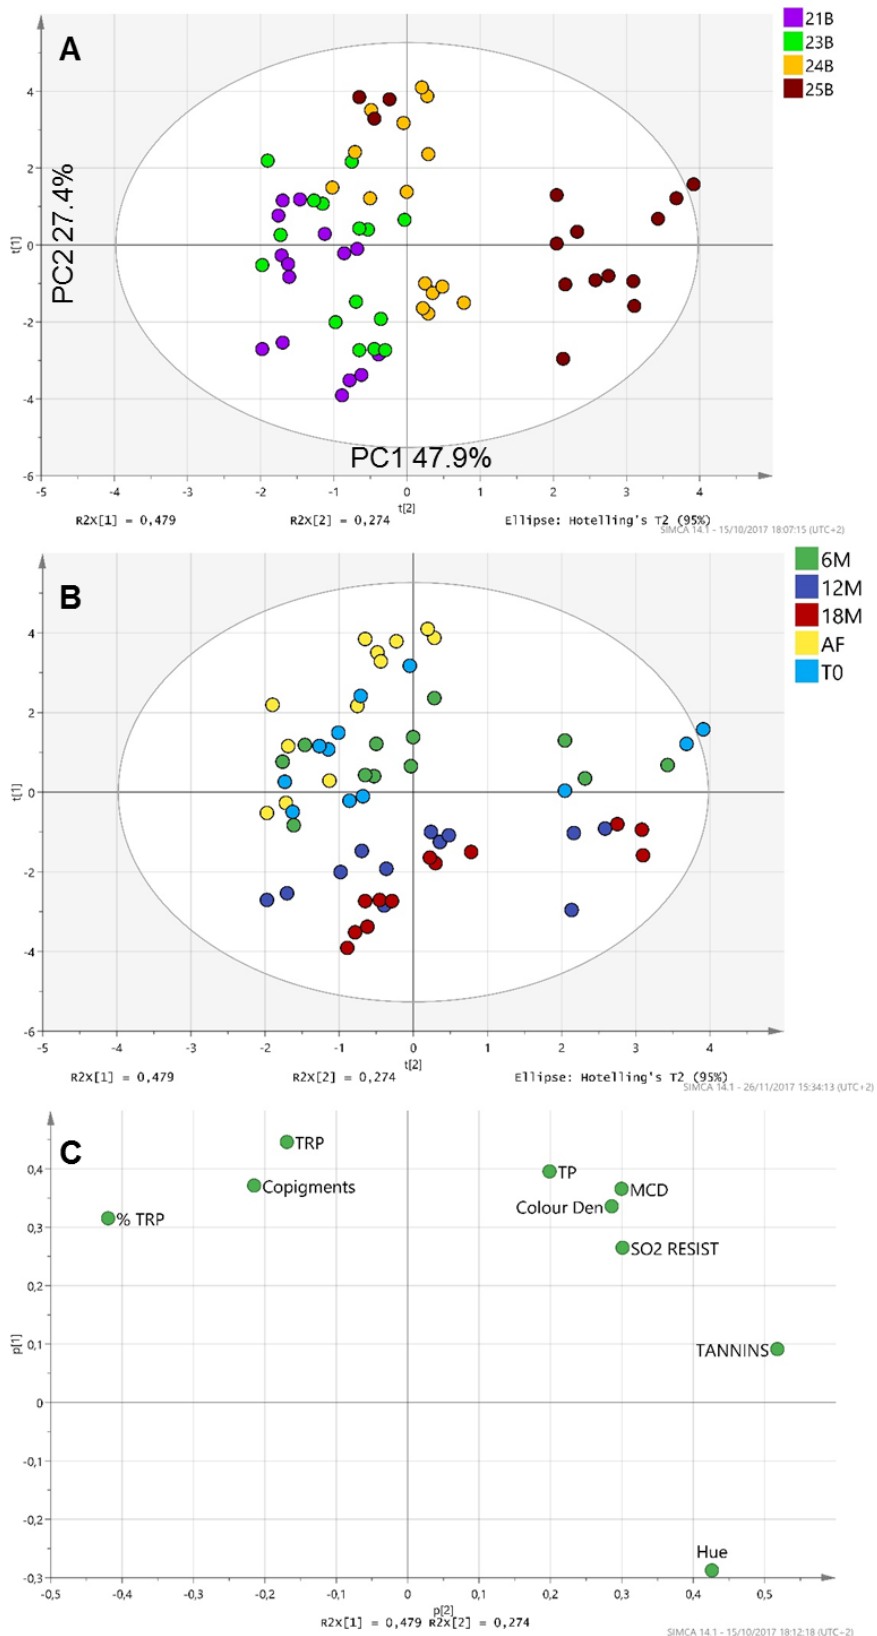 A
21B
23B
24B
25B
4
2
0
-2
-4
-6
t[1]
PC2 27.4%
PC1 47.9%
-5 -4 -3 -2 -1 0 1 2 3 4
t[2]
R2X[1] = 0,479 R2X[2] = 0,274 Ellipse: Hotelling's T2 (95%)
SIMCA 14.1 - 15/10/2017 18:07:15 (UTC+2)
B
6M
12M
18M
AF
T0
4
2
0
-2
-4
-6
t[1]
-5 -4 -3 -2 -1 0 1 2 3 4
t[2]
R2X[1] = 0,479 R2X[2] = 0,274 Ellipse: Hotelling's T2 (95%)
SIMCA 14.1 - 26/11/2017 15:34:13 (UTC+2)
C
TRP
Copigments
% TRP
TP
MCD
Colour Den
SO2 RESIST
TANNINS
Hue
0,4
0,3
0,2
0,1
0
-0,1
-0,2
-0,3
p[1]
-0,5 -0,4 -0,3 -0,2 -0,1 0 0,1 0,2 0,3 0,4 0,5
p[2]
R2X[1] = 0,479 R2X[2] = 0,274
SIMCA 14.1 - 15/10/2017 18:12:18 (UTC+2)